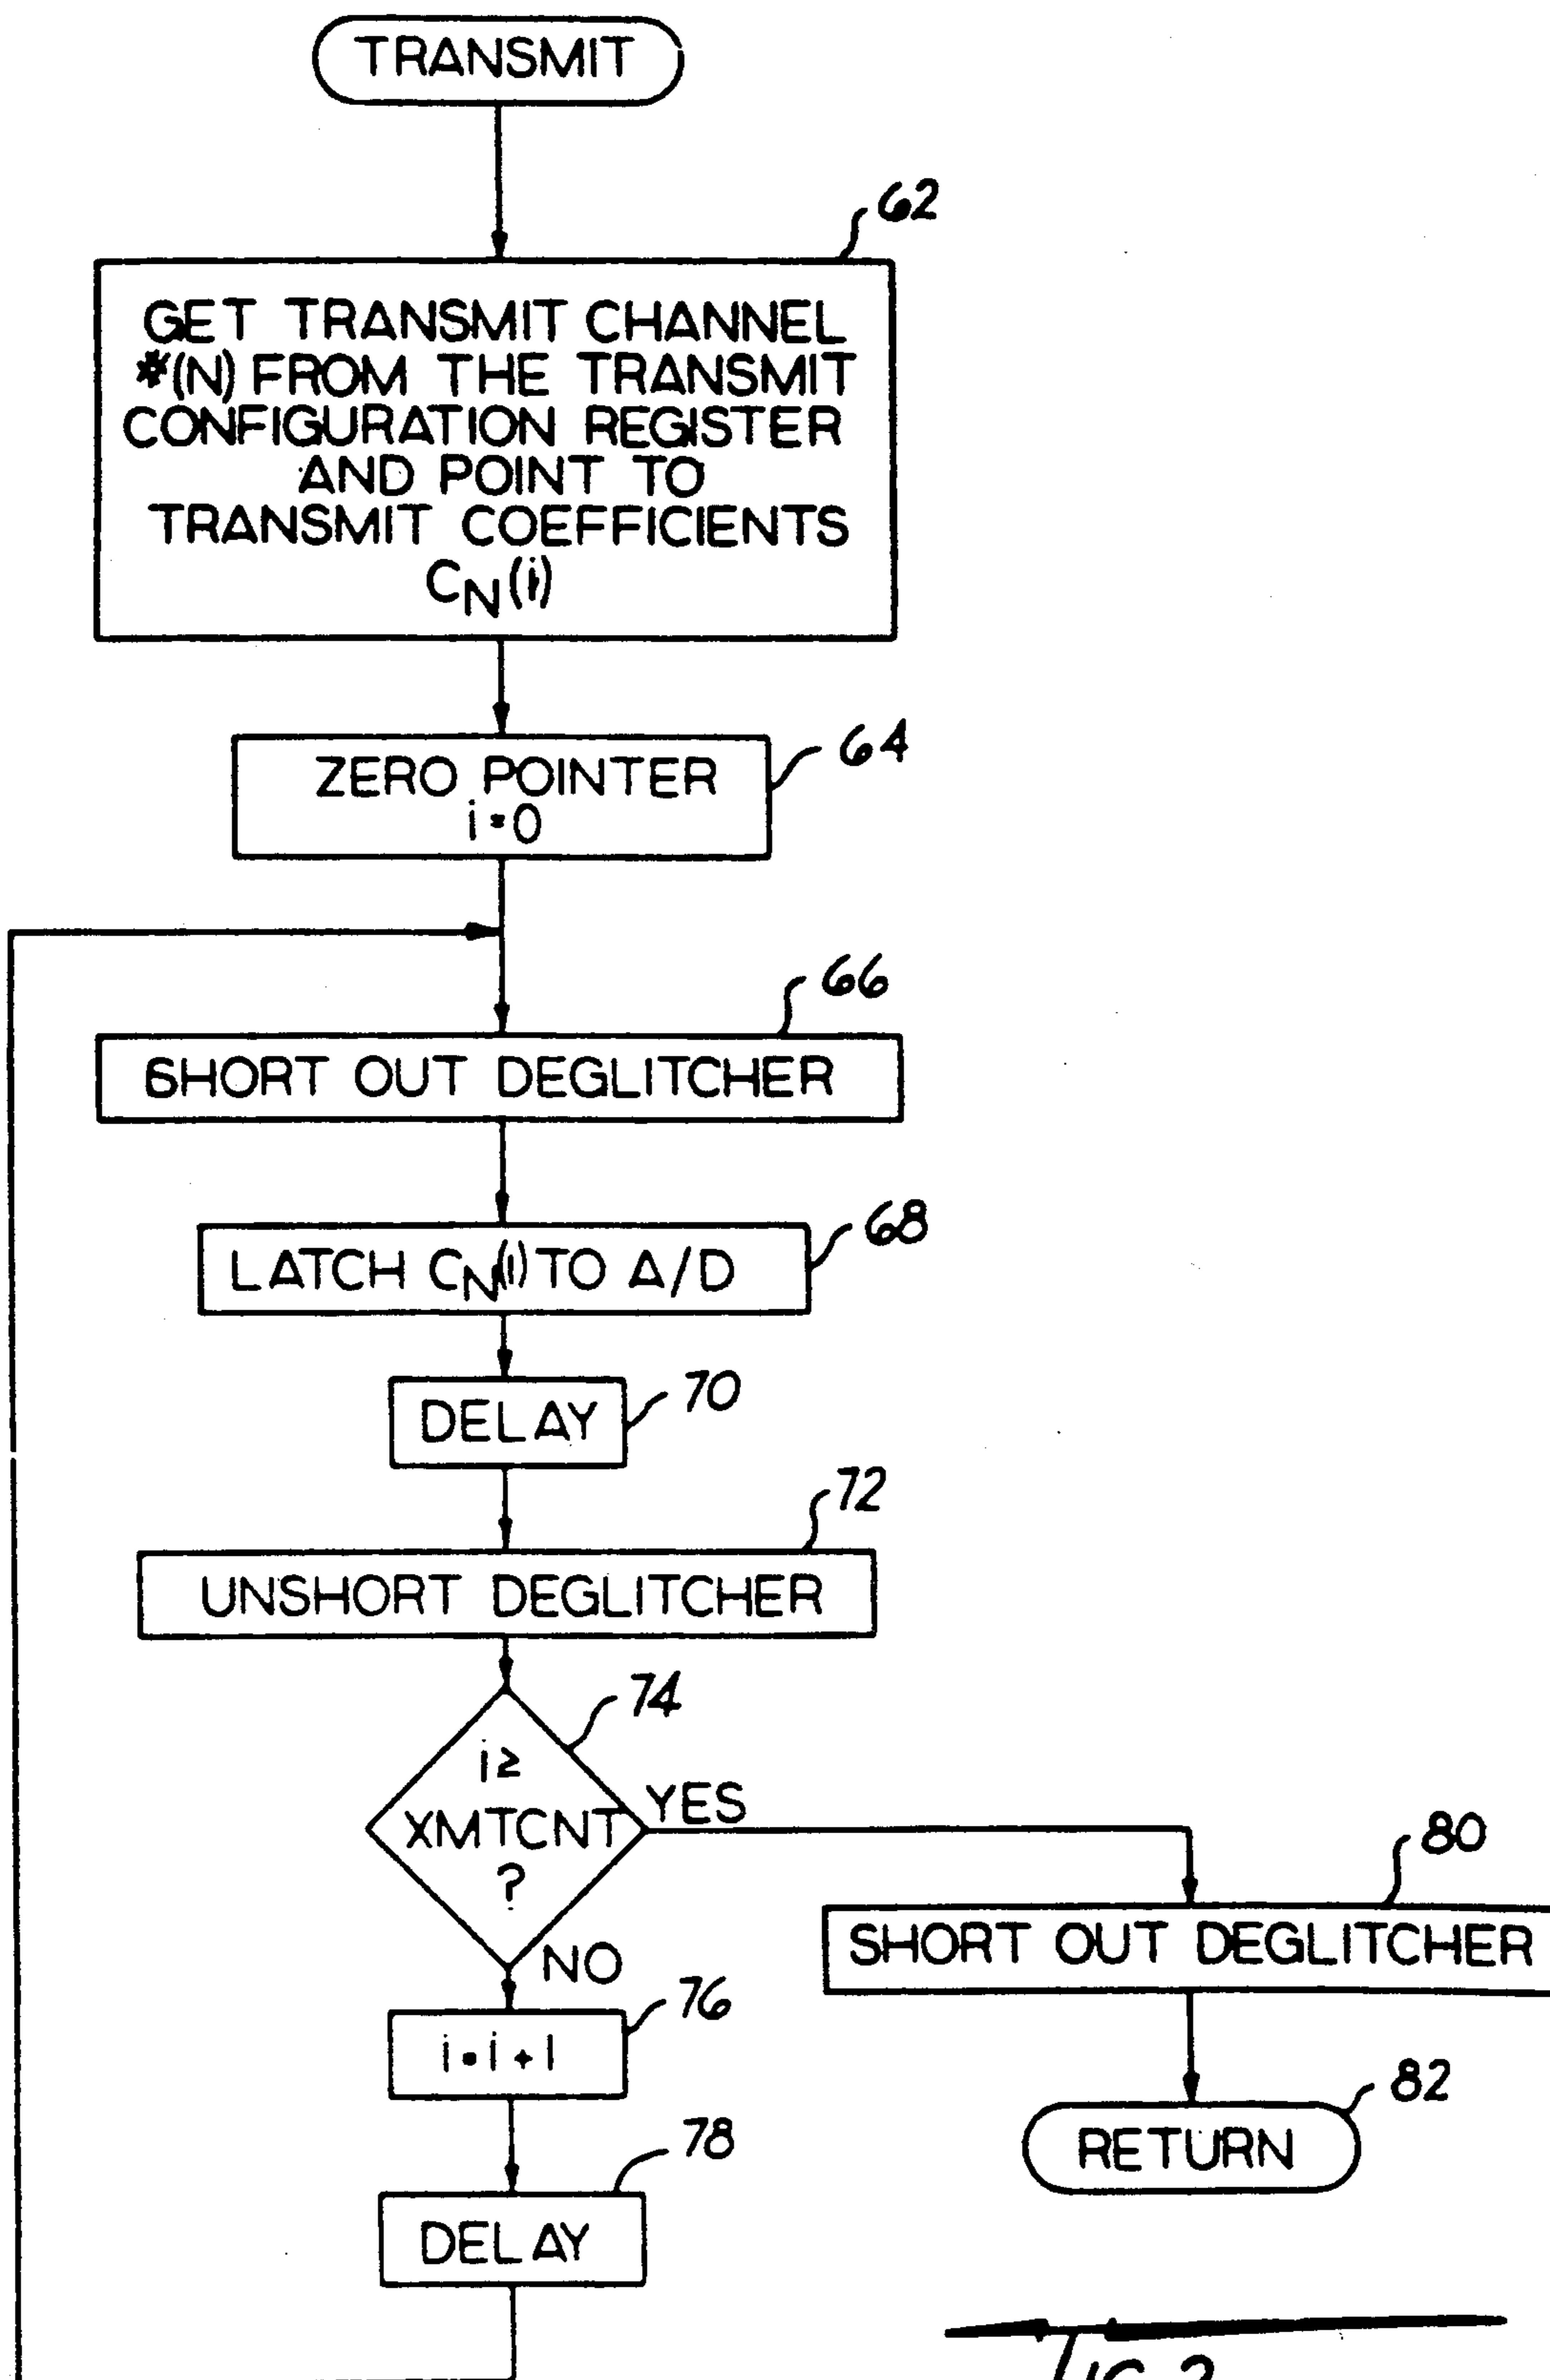 TRANSMIT
62
GET TRANSMIT CHANNEL
#(N) FROM THE TRANSMIT
CONFIGURATION REGISTER
AND POINT TO
TRANSMIT COEFFICIENTS
CN(i)
64
ZERO POINTER
i=0
66
SHORT OUT DEGLITCHER
68
LATCH CN(i) TO A/D
70
DELAY
72
UNSHORT DEGLITCHER
74
i≥
XMTCNT
?
YES
NO
80
SHORT OUT DEGLITCHER
76
i=i+1
82
RETURN
78
DELAY